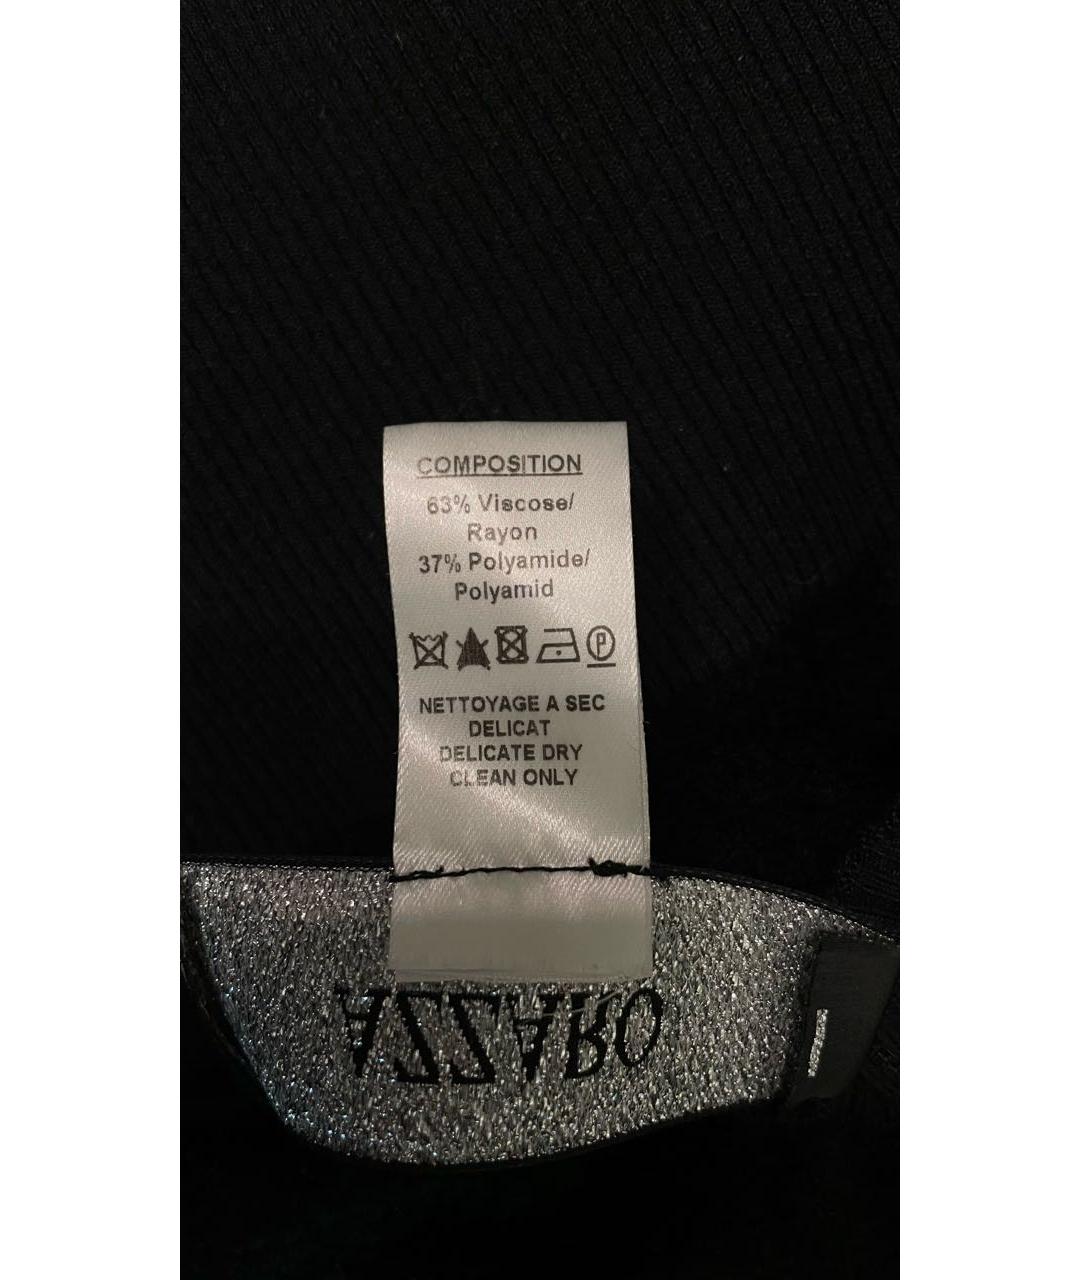 COMPOSITION
63% Viscose/
Rayon
37% Polyamide/
Polyamid
P
NETTOYAGE A SEC
DELICAT
DELICATE DRY
CLEAN ONLY
AZZARO